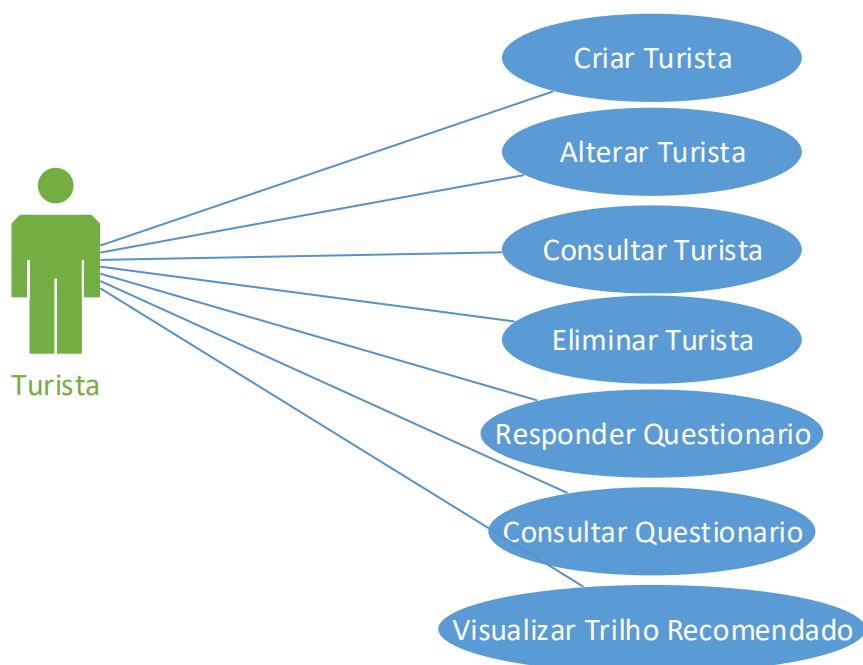 Criar Turista
Alterar Turista
Consultar Turista
Eliminar Turista
Turista
Responder Questionario
Consultar Questionario
Visualizar Trilho Recomendado